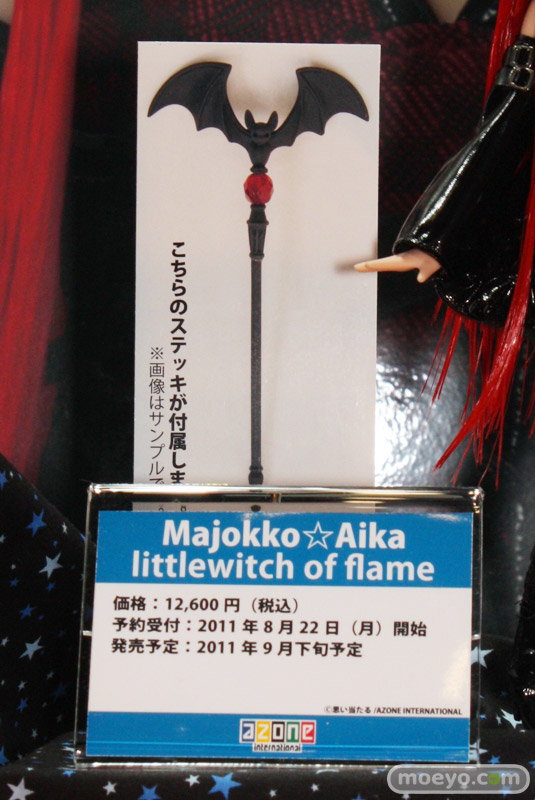 こちらのステッキが付属しま
※画像はサンプルで
Majokko☆Aika
littlewitch of flame
価格：12,600円（税込）
予約受付：2011年8月22日（月）開始
発売予定：2011年9月下旬予定
©悪い当たる/AZONE INTERNATIONAL
azone
international
moeyo.com